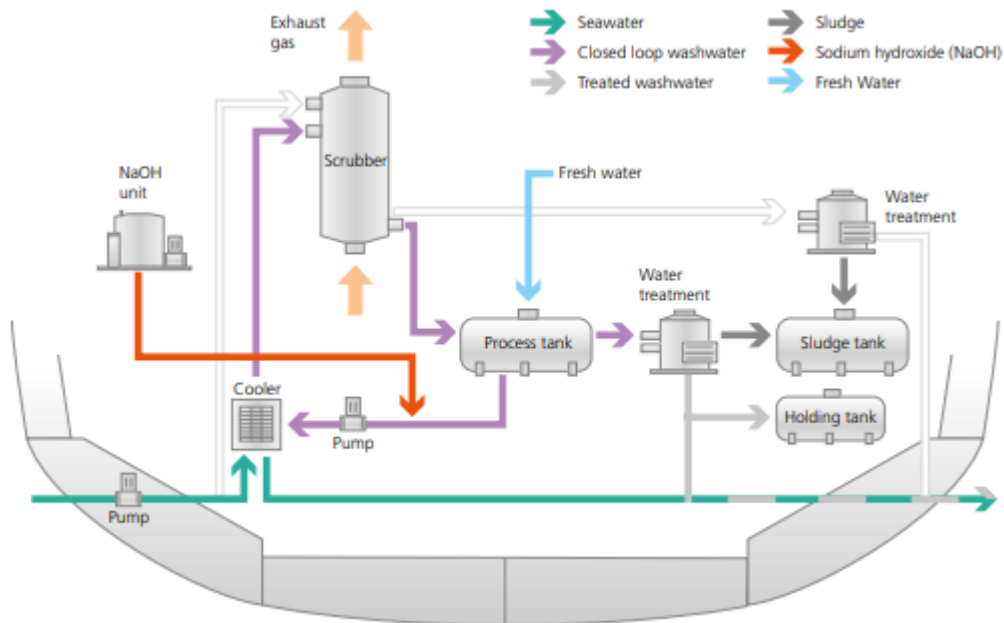 Exhaust
gas
Seawater
Closed loop washwater
Treated washwater
Sludge
Sodium hydroxide (NaOH)
Fresh Water
Scrubber
NaOH
unit
Fresh water
Water
treatment
Water
treatment
Process tank
Sludge tank
Cooler
Holding tank
Pump
Pump